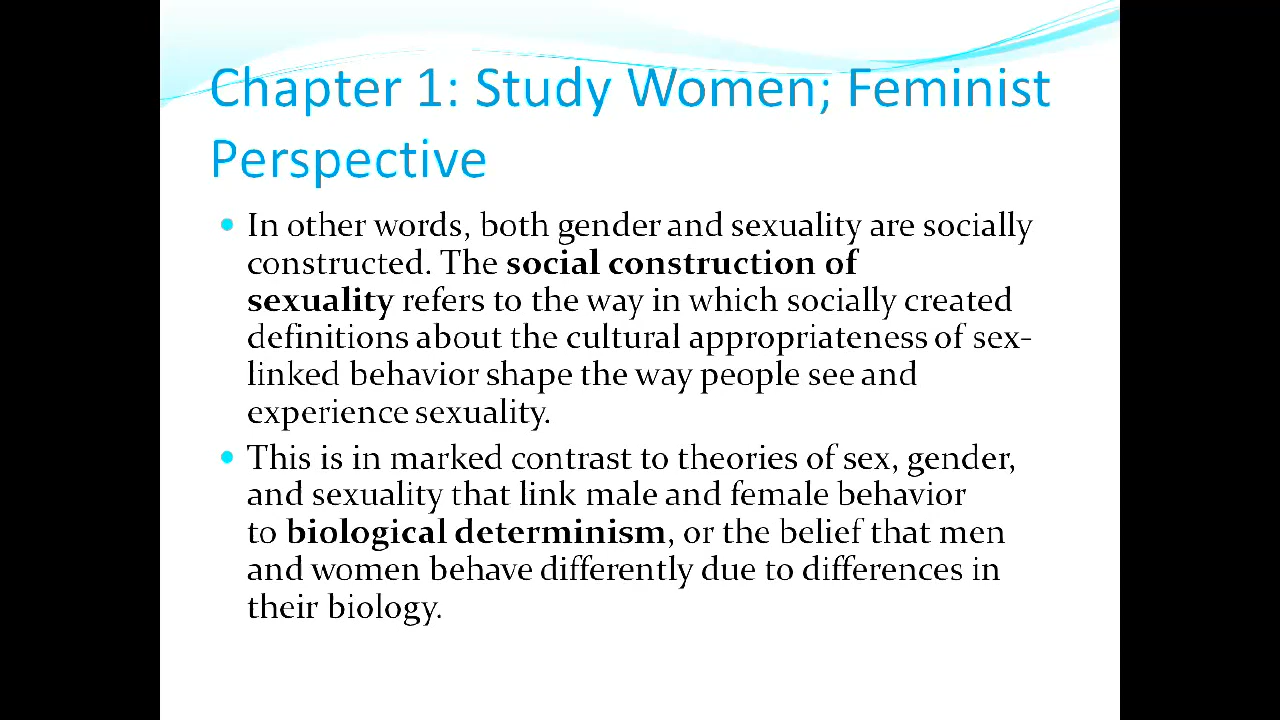 Chapter 1: Study Women; Feminist
Perspective
In other words, both gender and sexuality are socially
constructed. The social construction of
sexuality refers to the way in which socially created
definitions about the cultural appropriateness of sex-
linked behavior shape the way people see and
experience sexuality.
This is in marked contrast to theories of sex, gender,
and sexuality that link male and female behavior
to biological determinism, or the belief that men
and women behave differently due to differences in
their biology.